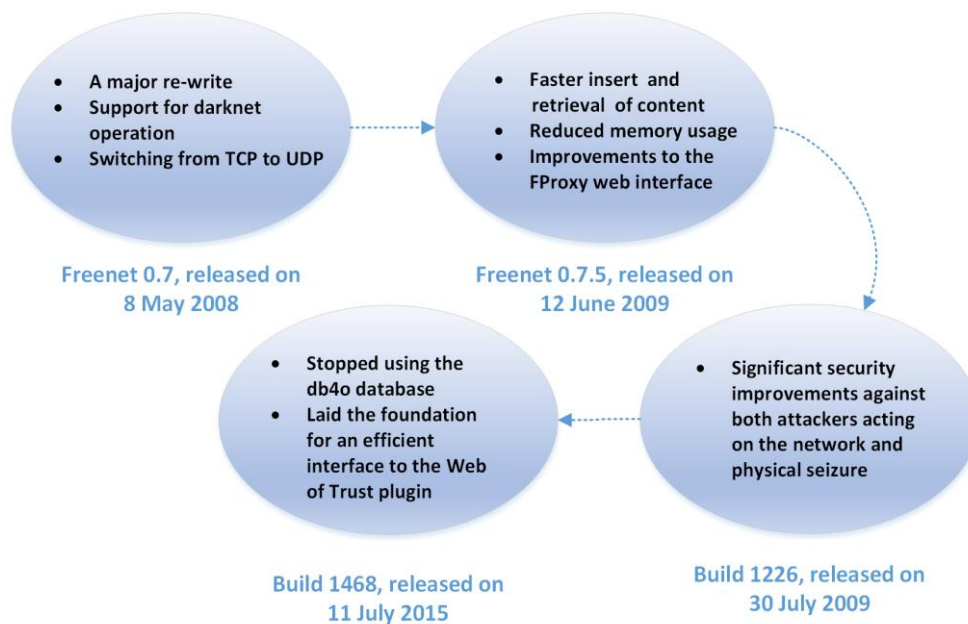 • A major re-write
• Support for darknet
operation
• Switching from TCP to UDP
Freenet 0.7, released on
8 May 2008
• Faster insert and
retrieval of content
• Reduced memory usage
• Improvements to the
FProxy web interface
Freenet 0.7.5, released on
12 June 2009
• Significant security
improvements against
both attackers acting
on the network and
physical seizure
Build 1226, released on
30 July 2009
• Stopped using the
db4o database
• Laid the foundation
for an efficient
interface to the Web
of Trust plugin
Build 1468, released on
11 July 2015